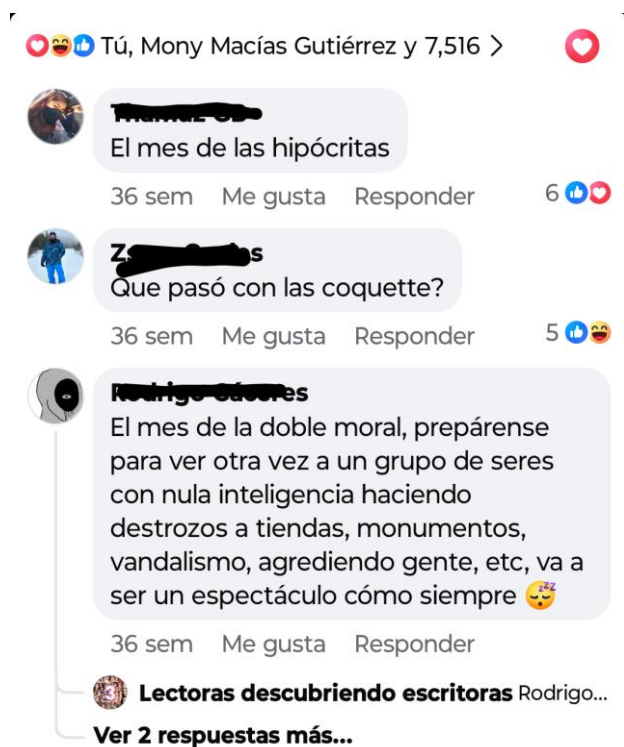 Tú, Mony Macías Gutiérrez y 7,516 >
El mes de las hipócritas
36 sem Me gusta Responder 6
Que pasó con las coquette?
36 sem Me gusta Responder 5
El mes de la doble moral, prepárense
para ver otra vez a un grupo de seres
con nula inteligencia haciendo
destrozos a tiendas, monumentos,
vandalismo, agrediendo gente, etc, va a
ser un espectáculo cómo siempre
36 sem Me gusta Responder
Lectoras descubriendo escritoras Rodrigo...
Ver 2 respuestas más...